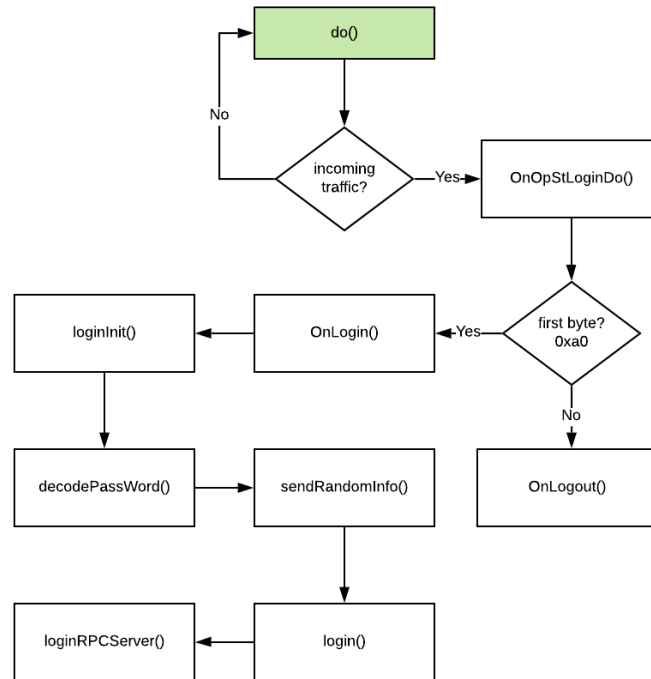 do()
No
incoming
traffic?
Yes
OnOpStLoginDo()
loginInit()
OnLogin()
Yes
first byte?
0xa0
No
decodePassWord()
sendRandomInfo()
OnLogout()
loginRPCServer()
login()